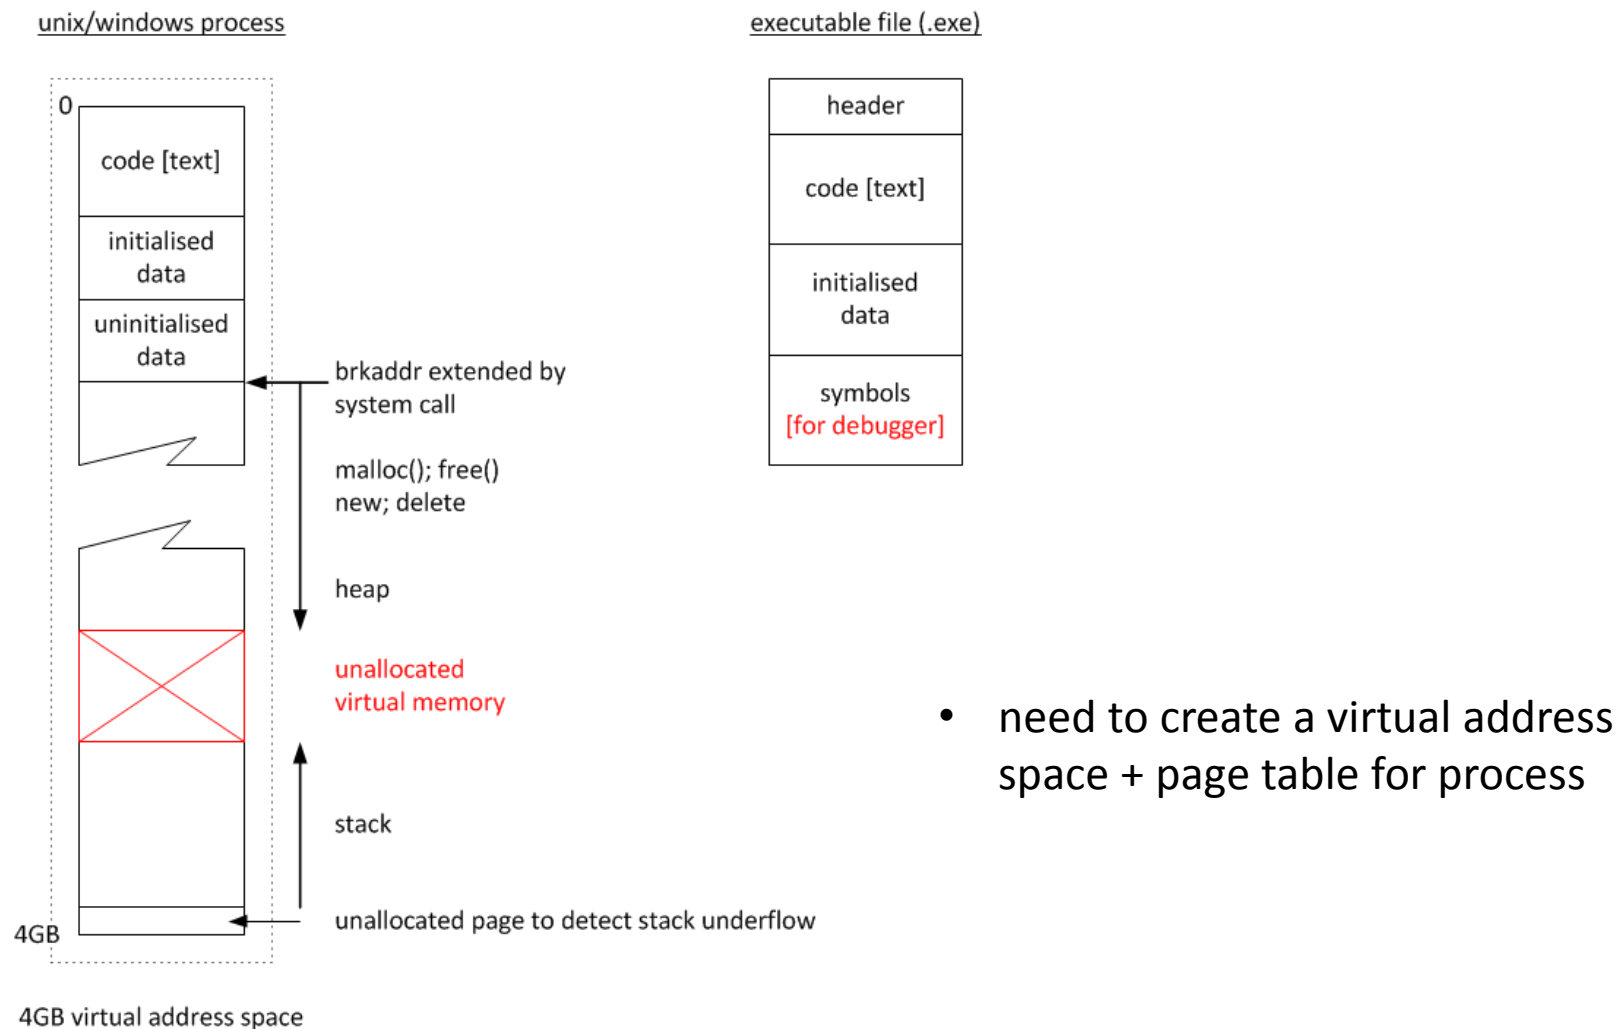 unix/windows process
0
code [text]
initialised
data
uninitialised
data
brkaddr extended by
system call
malloc(); free()
new; delete
heap
unallocated
virtual memory
stack
unallocated page to detect stack underflow
4GB
4GB virtual address space
executable file (.exe)
header
code [text]
initialised
data
symbols
[for debugger]
• need to create a virtual address
space + page table for process